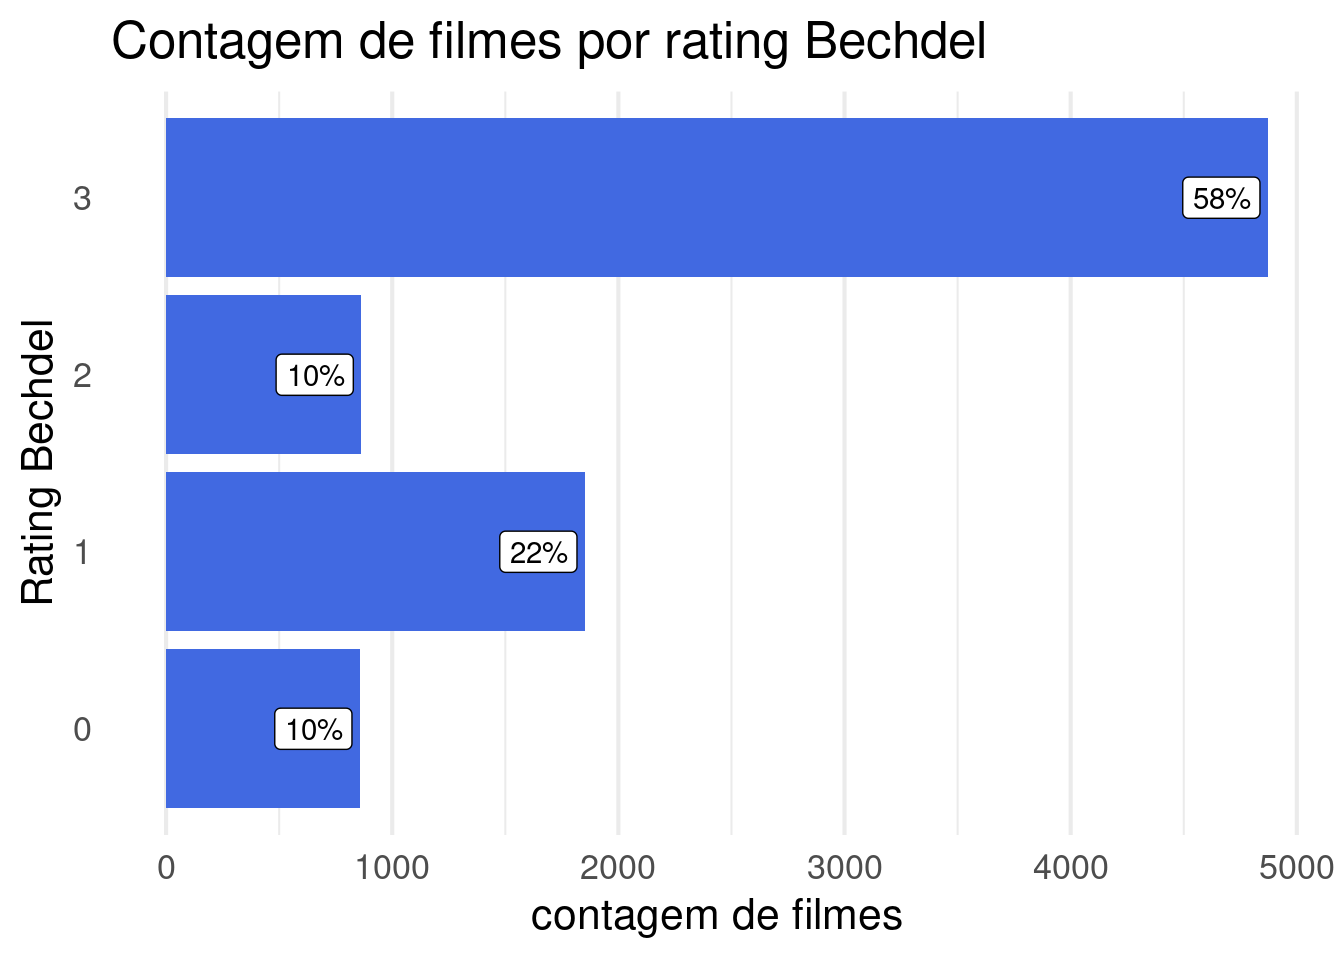 Contagem de filmes por rating Bechdel
Rating Bechdel
3
58%
2
10%
1
22%
0
10%
0 1000 2000 3000 4000 5000
contagem de filmes